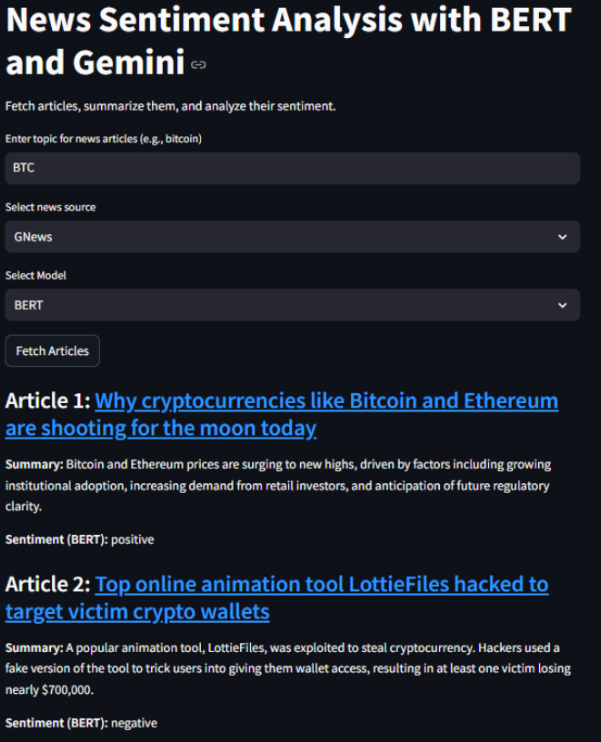 News Sentiment Analysis with BERT
and Gemini
Fetch articles, summarize them, and analyze their sentiment.
Enter topic for news articles (e.g., bitcoin)
BTC
Select news source
GNews
Select Model
BERT
Fetch Articles
Article 1: Why cryptocurrencies like Bitcoin and Ethereum
are shooting for the moon today
Summary: Bitcoin and Ethereum prices are surging to new highs, driven by factors including growing
institutional adoption, increasing demand from retail investors, and anticipation of future regulatory
clarity.
Sentiment (BERT): positive
Article 2: Top online animation tool LottieFiles hacked to
target victim crypto wallets
Summary: A popular animation tool, LottieFiles, was exploited to steal cryptocurrency. Hackers used a
fake version of the tool to trick users into giving them wallet access, resulting in at least one victim losing
nearly $700,000.
Sentiment (BERT): negative